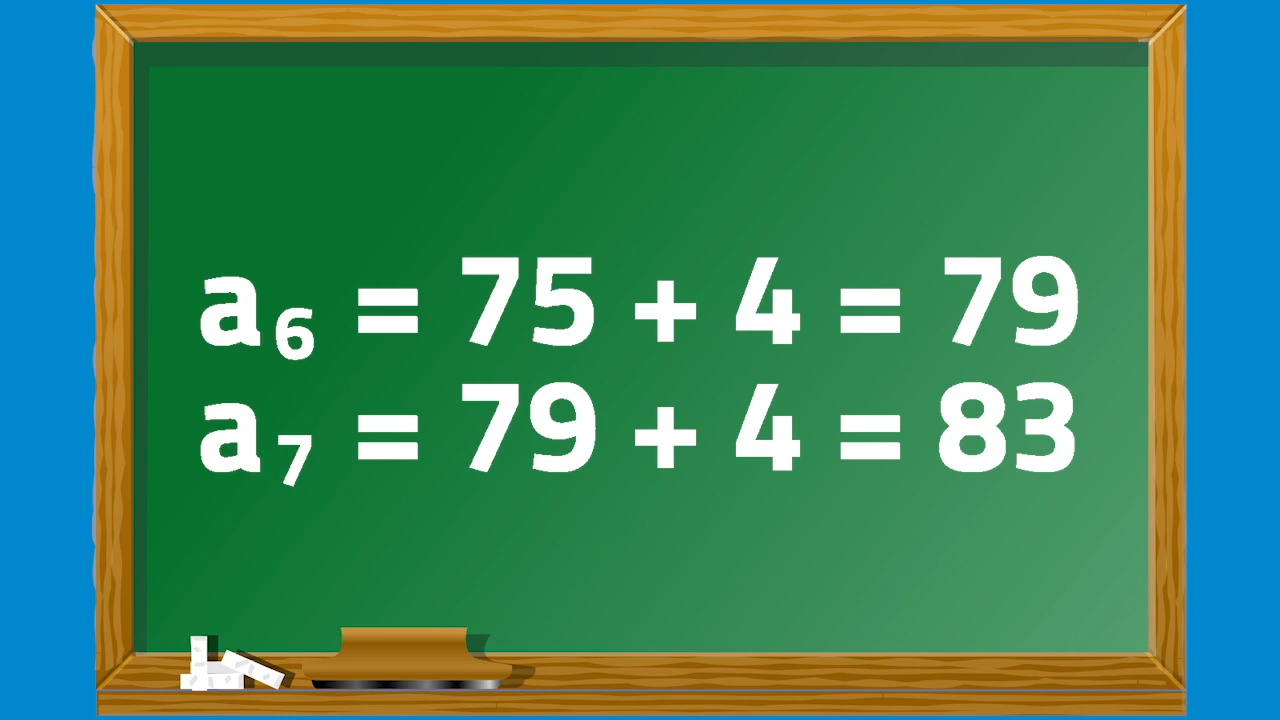 a₆ = 75 + 4 = 79
a₇ = 79 + 4 = 83